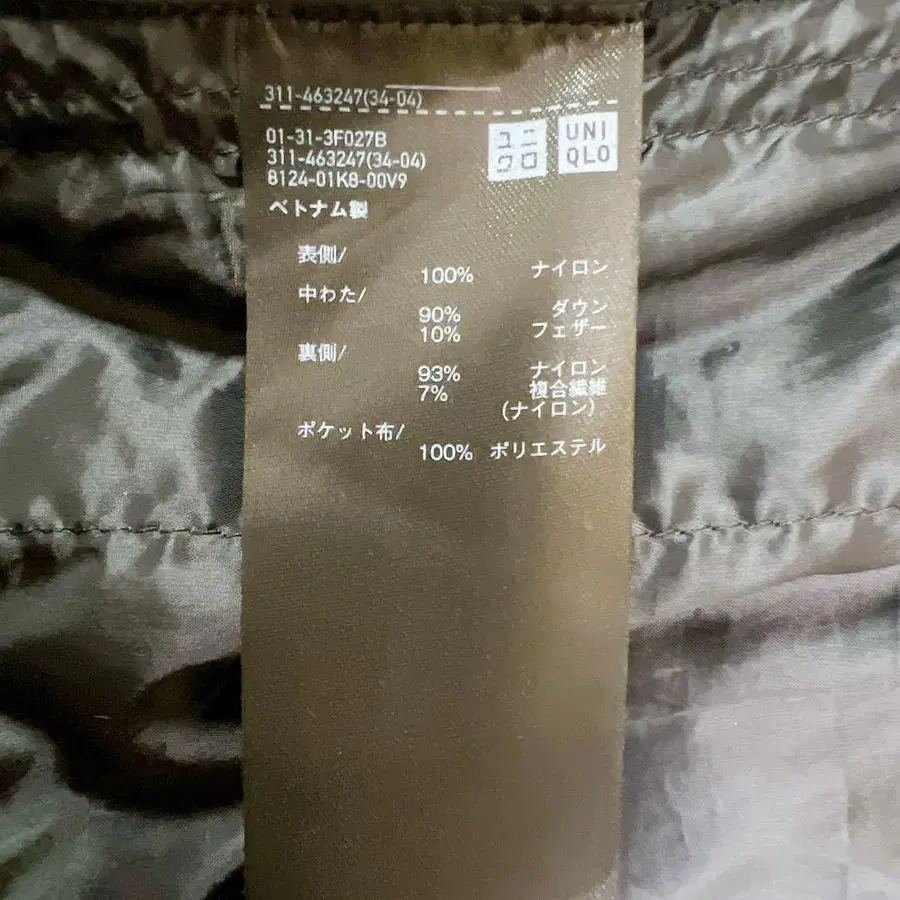 311-463247(34-04)
01-31-3F027B
311-463247(34-04)
8124-01K8-00V9
ユニ
クロ
UNI
QLO
ベトナム製
表側/
100% ナイロン
中わた/
90% ダウン
10% フェザー
裏側/
93% ナイロン
7% 複合繊維
(ナイロン)
ポケット布/
100% ポリエステル